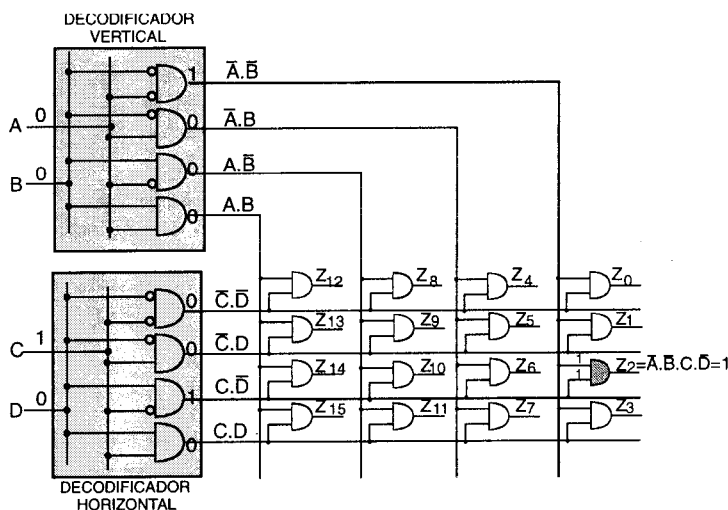 DECODIFICADOR
VERTICAL
1 A̅.B̅
A 0
0 A̅.B
B 0
0 A.B̅
0 A.B
DECODIFICADOR
HORIZONTAL
0 C̅.D̅
C 1
0 C̅.D
D 0
1 C.D̅
0 C.D
Z12 Z8 Z4 Z0
Z13 Z9 Z5 Z1
Z14 Z10 Z6 1 1 Z2=A̅.B̅.C.D̅=1
Z15 Z11 Z7 Z3